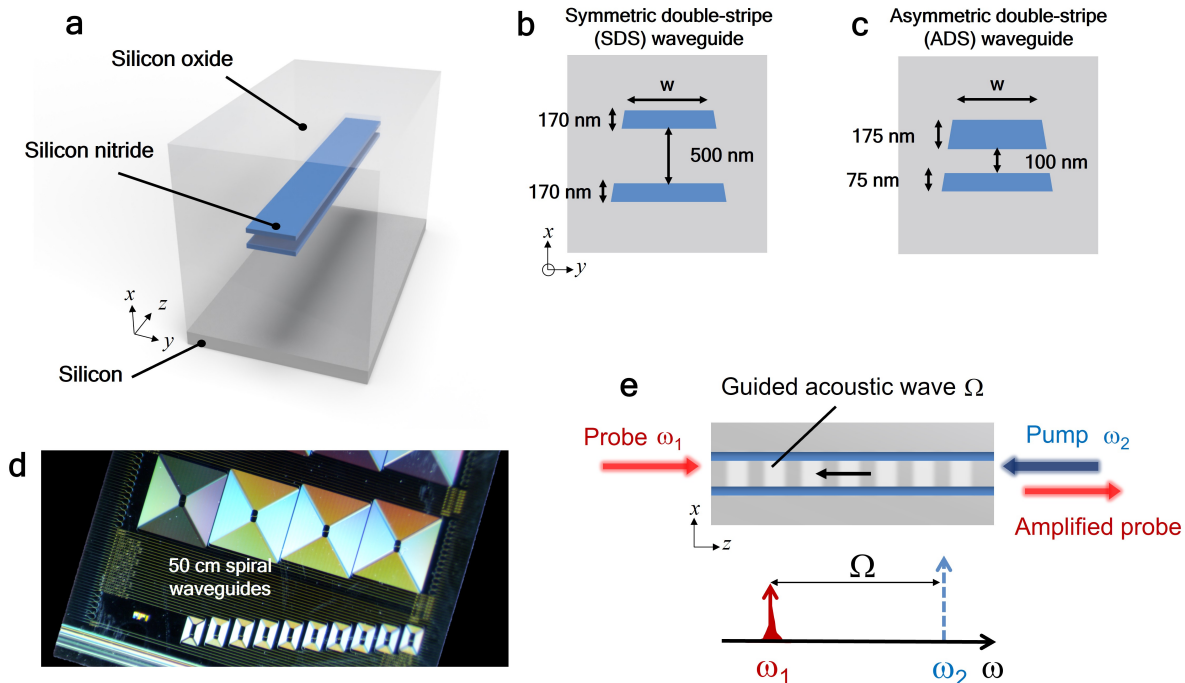 a
Silicon oxide
Silicon nitride
Silicon
x
z
y
b
Symmetric double-stripe
(SDS) waveguide
w
170 nm
500 nm
170 nm
x
y
c
Asymmetric double-stripe
(ADS) waveguide
w
175 nm
100 nm
75 nm
d
50 cm spiral
waveguides
e
Guided acoustic wave Ω
Probe ω₁
Pump ω₂
Amplified probe
x
z
Ω
ω₁
ω₂
ω